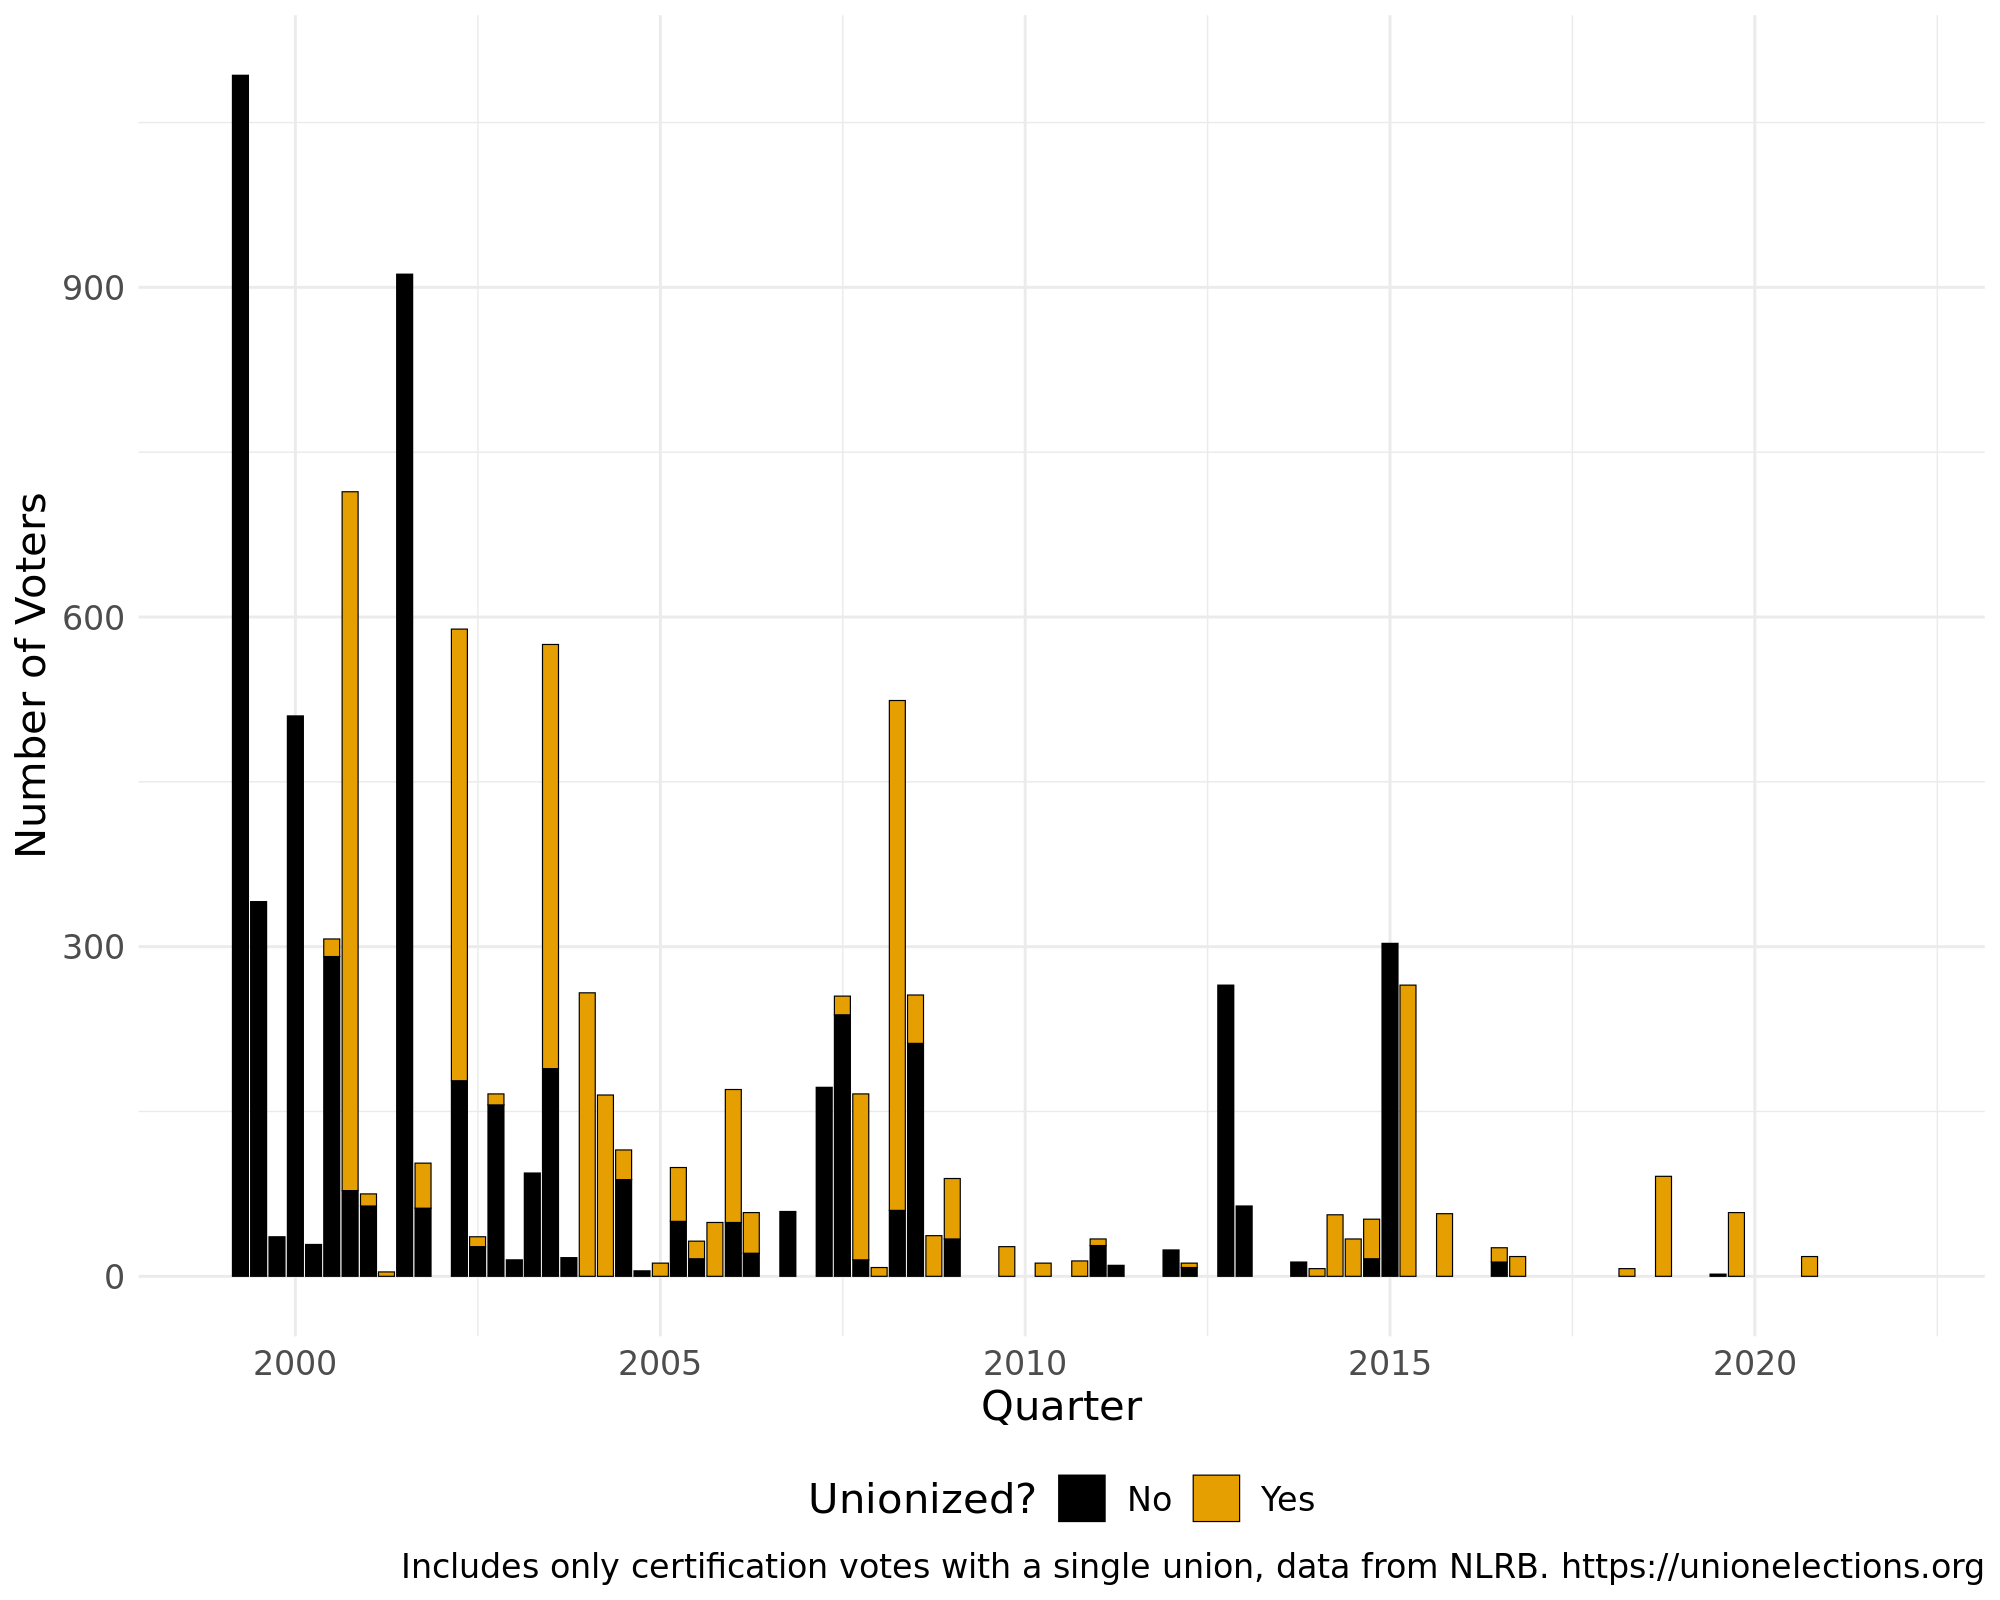 Number of Voters
900
600
300
0
2000 2005 2010 2015 2020
Quarter
Unionized? No Yes
Includes only certification votes with a single union, data from NLRB. https://unionelections.org